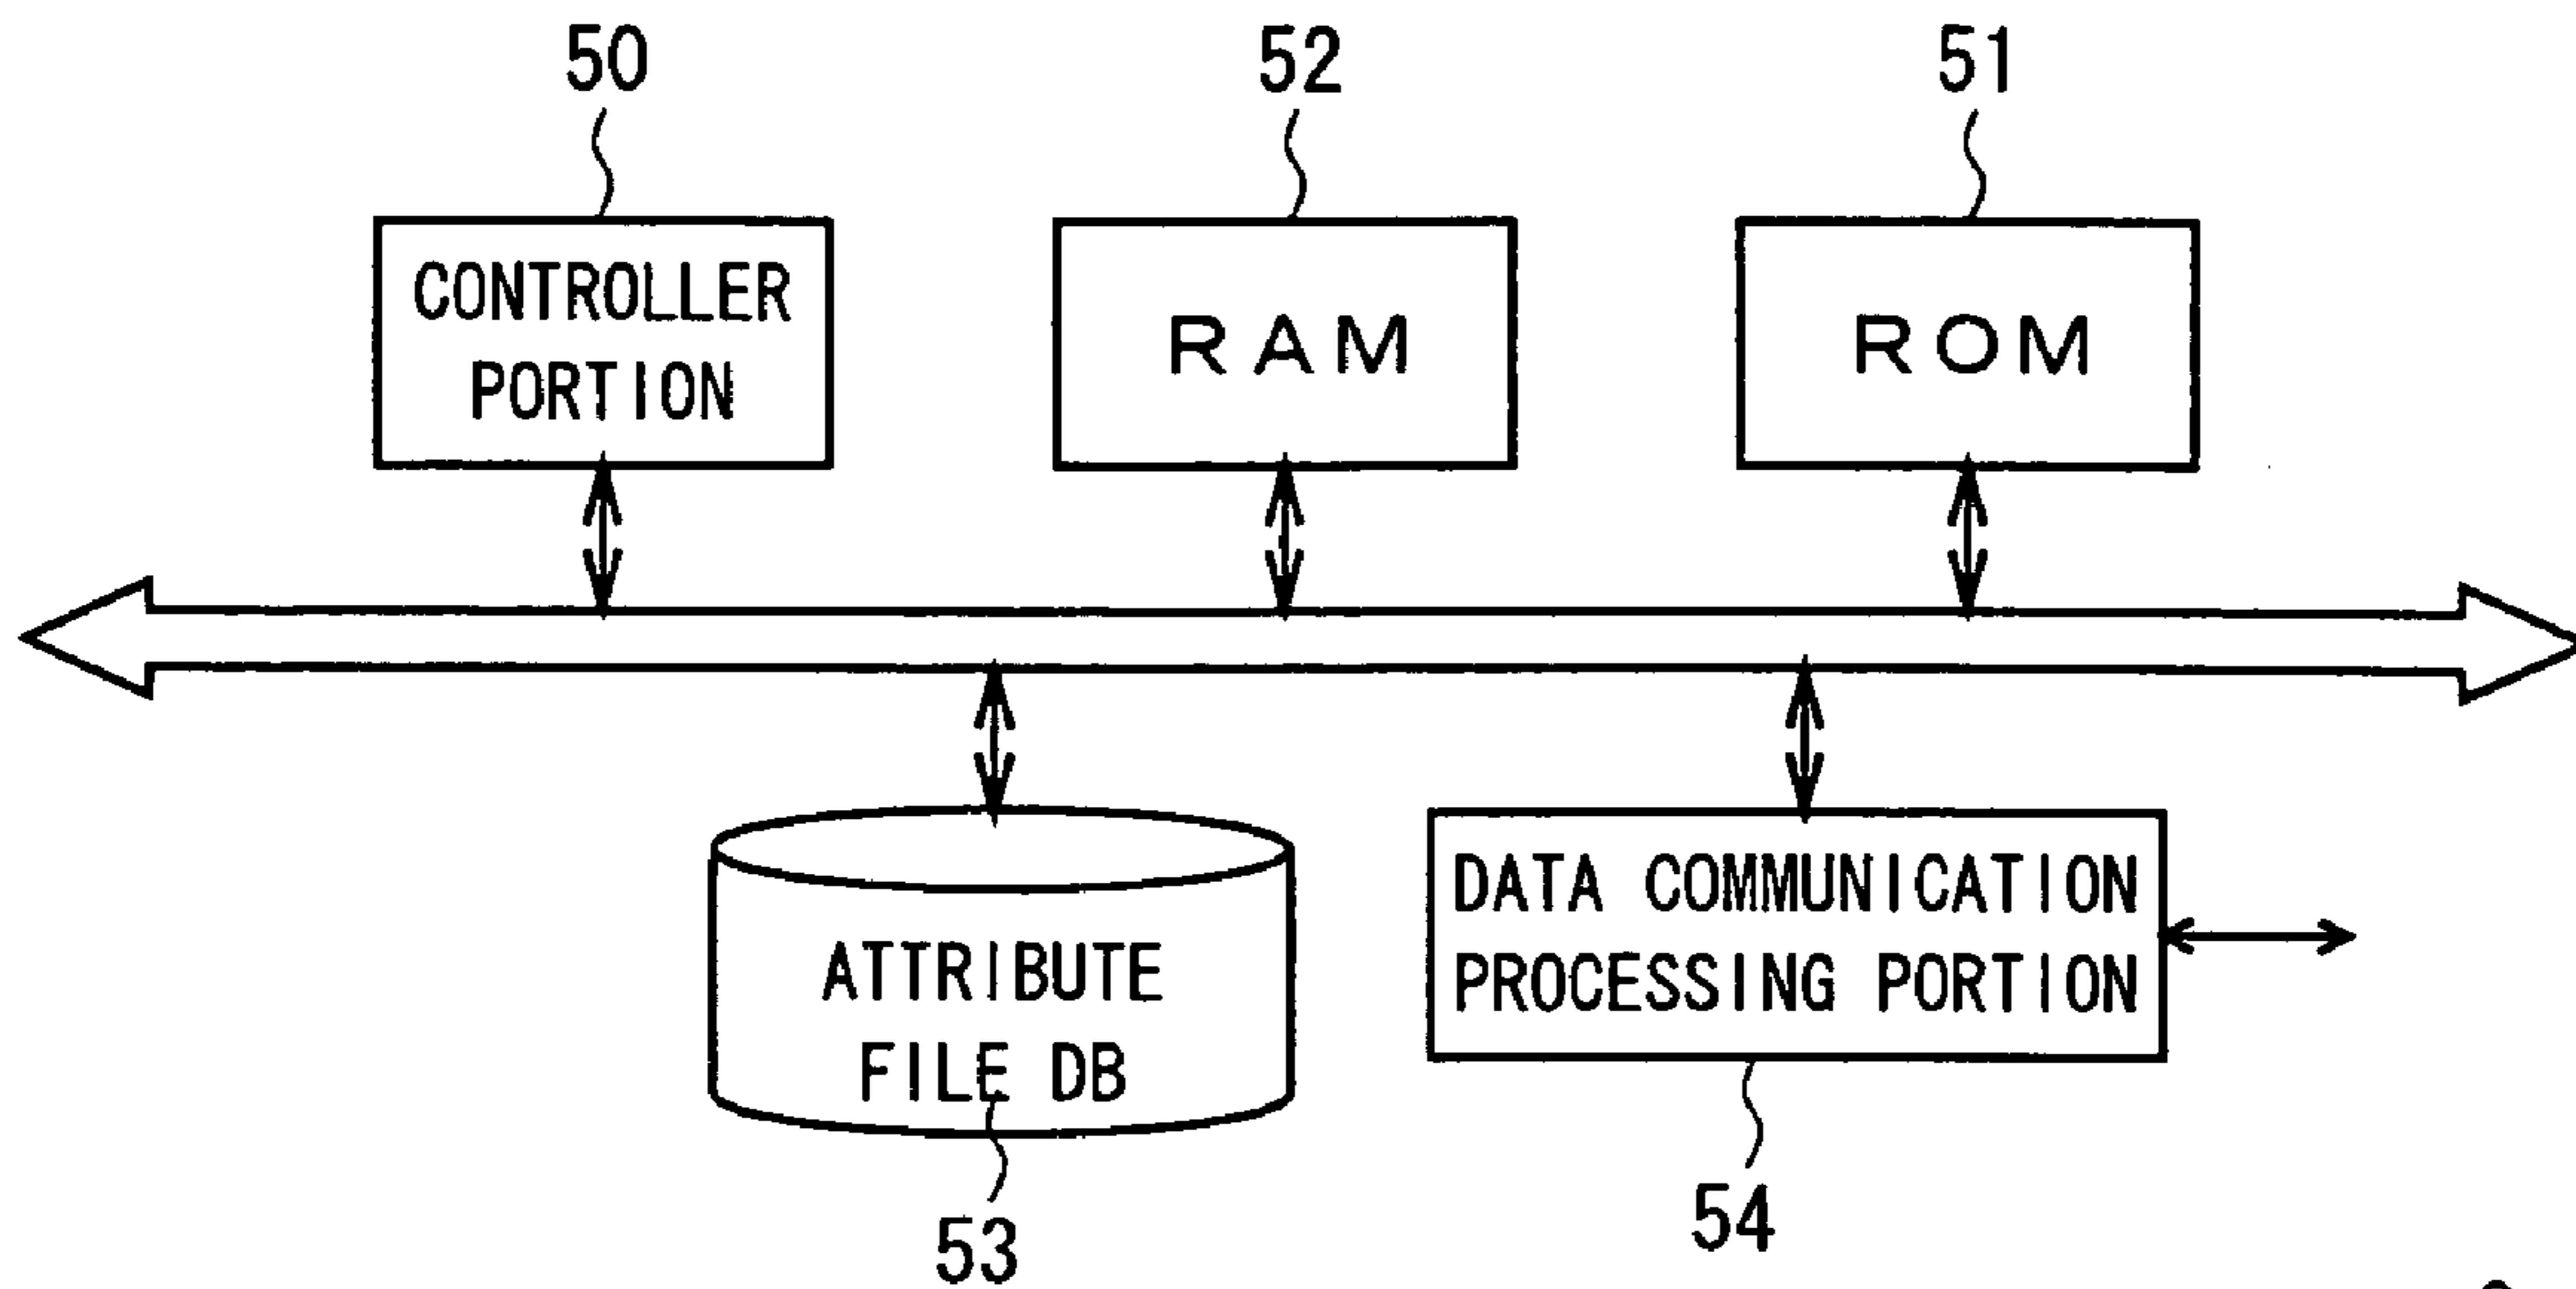 50
52
51
CONTROLLER
PORTION
RAM
ROM
ATTRIBUTE
FILE DB
DATA COMMUNICATION
PROCESSING PORTION
53
54